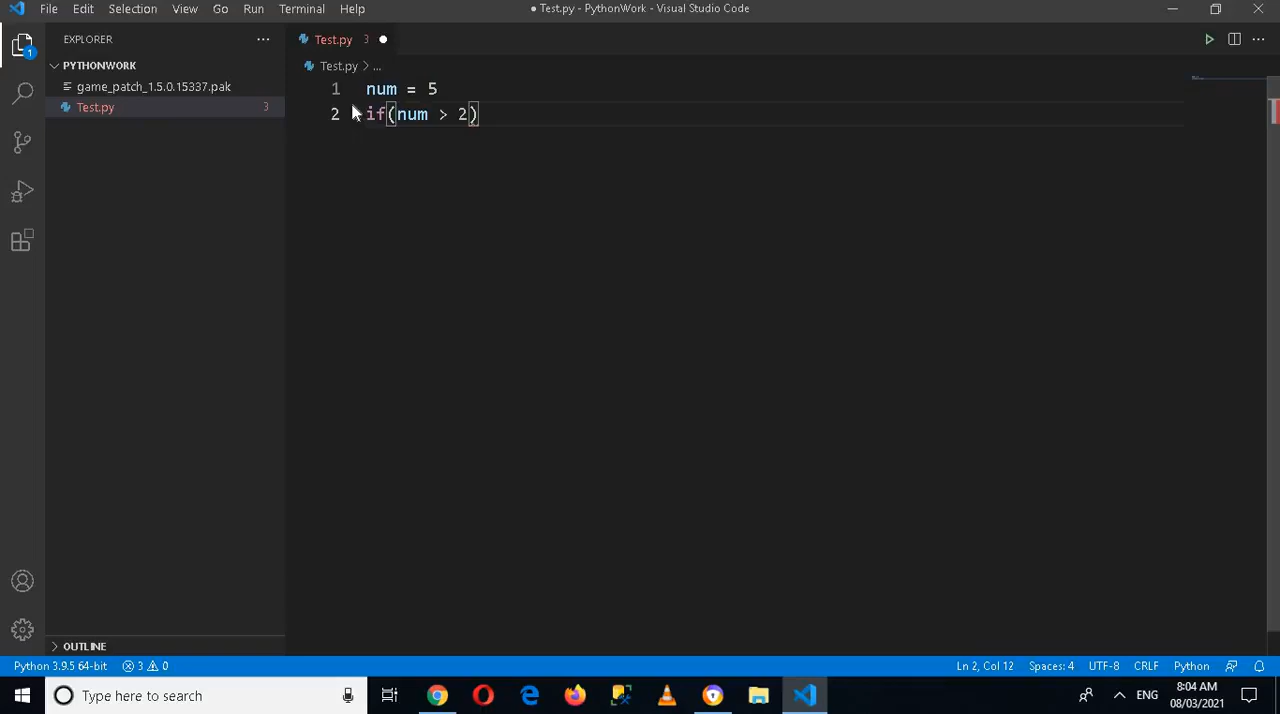 File Edit Selection View Go Run Terminal Help
● Test.py - PythonWork - Visual Studio Code
EXPLORER
Test.py 3
PYTHONWORK
Test.py > ...
game_patch_1.5.0.15337.pak
Test.py 3
1 num = 5
2 if(num > 2)
1
OUTLINE
Python 3.9.5 64-bit 3 0 Ln 2, Col 12 Spaces: 4 UTF-8 CRLF Python
Type here to search
ENG
8:04 AM
08/03/2021